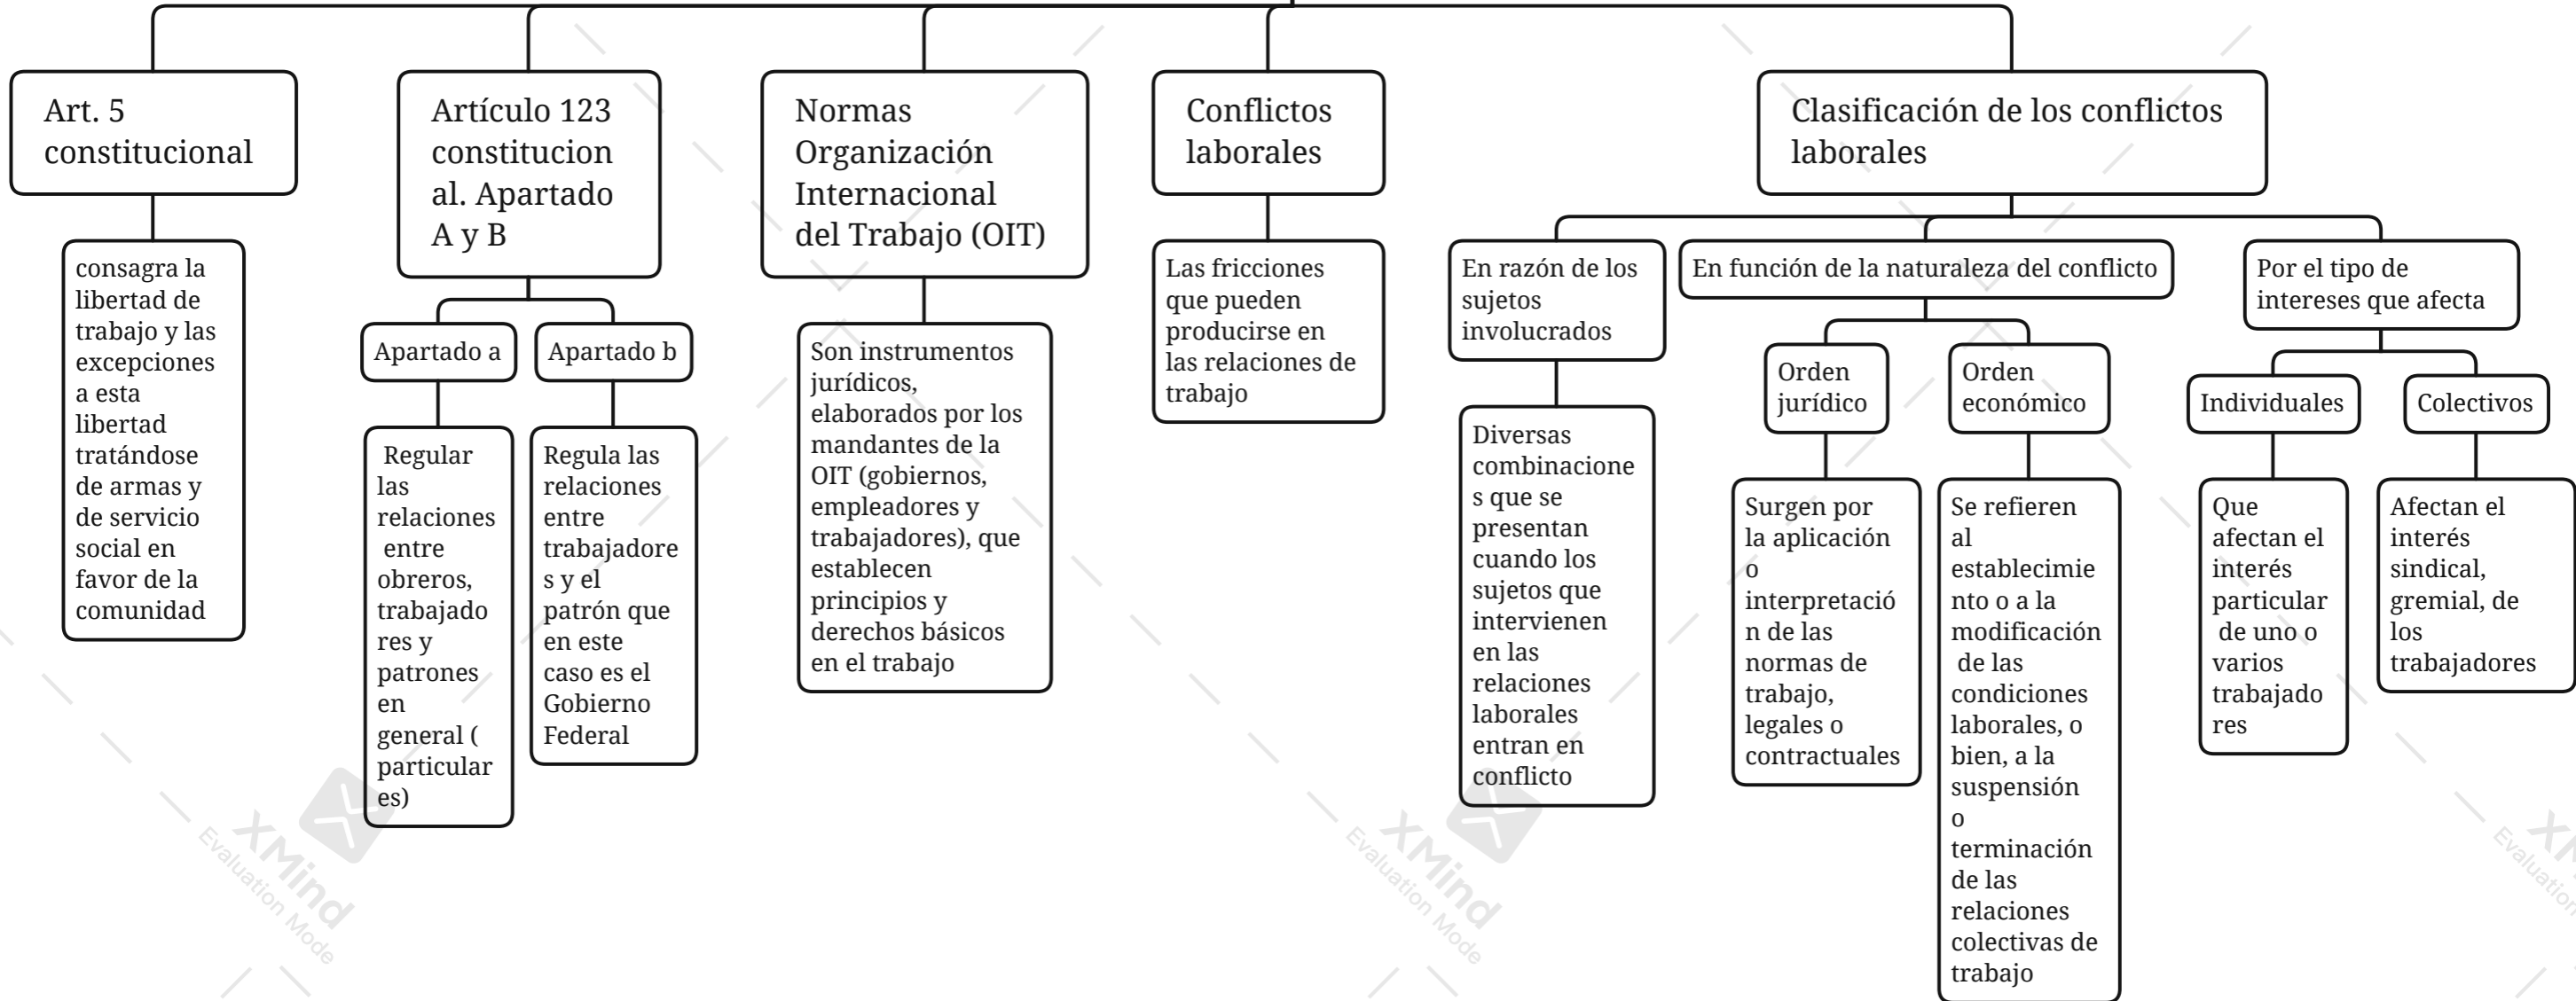 Art. 5
constitucional
consagra la
libertad de
trabajo y las
excepciones
a esta
libertad
tratándose
de armas y
de servicio
social en
favor de la
comunidad
Artículo 123
constitucion
al. Apartado
A y B
Apartado a
Regular
las
relaciones
entre
obreros,
trabajado
res y
patrones
en
general (
particular
es)
Apartado b
Regula las
relaciones
entre
trabajadore
s y el
patrón que
en este
caso es el
Gobierno
Federal
Normas
Organización
Internacional
del Trabajo (OIT)
Son instrumentos
jurídicos,
elaborados por los
mandantes de la
OIT (gobiernos,
empleadores y
trabajadores), que
establecen
principios y
derechos básicos
en el trabajo
Conflictos
laborales
Las fricciones
que pueden
producirse en
las relaciones de
trabajo
Clasificación de los conflictos
laborales
En razón de los
sujetos
involucrados
Diversas
combinacione
s que se
presentan
cuando los
sujetos que
intervienen
en las
relaciones
laborales
entran en
conflicto
En función de la naturaleza del conflicto
Orden
jurídico
Surgen por
la aplicación
o
interpretació
n de las
normas de
trabajo,
legales o
contractuales
Orden
económico
Se refieren
al
establecimie
nto o a la
modificación
de las
condiciones
laborales, o
bien, a la
suspensión
o
terminación
de las
relaciones
colectivas de
trabajo
Por el tipo de
intereses que afecta
Individuales
Que
afectan el
interés
particular
de uno o
varios
trabajado
res
Colectivos
Afectan el
interés
sindical,
gremial, de
los
trabajadores
XMind
Evaluation Mode
XMind
Evaluation Mode